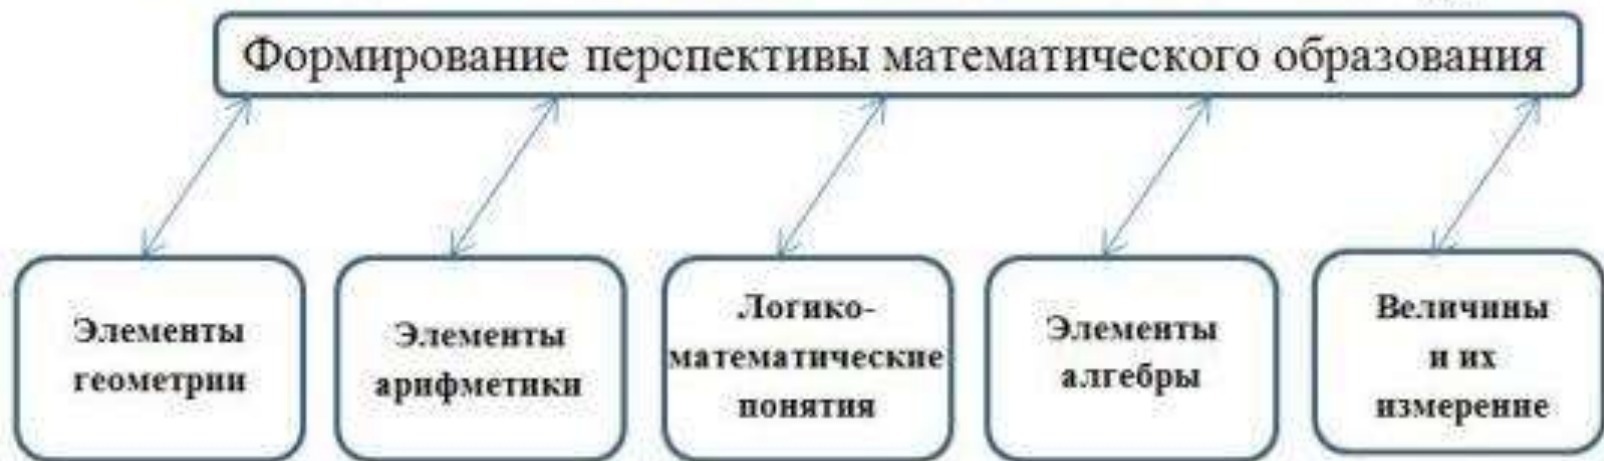 Формирование перспективы математического образования
Элементы
геометрии
Элементы
арифметики
Логико-
математические
понятия
Элементы
алгебры
Величины
и их
измерение